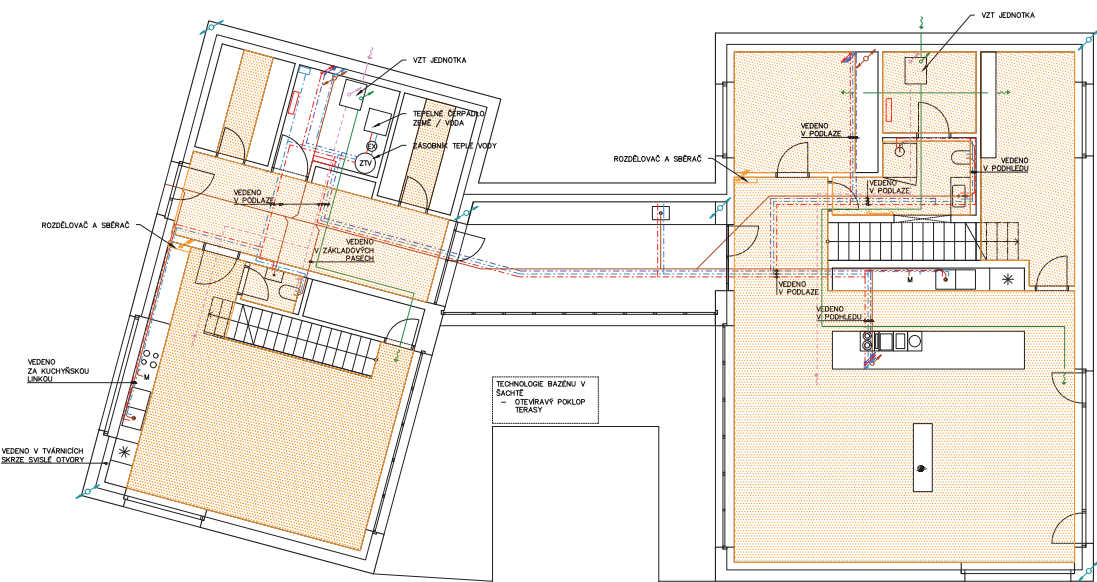 VZT JEDNOTKA
VZT JEDNOTKA
TEPELNÉ ČERPADLO
ZEMĚ / VODA
EX
ZÁSOBNÍK TEPLÉ VODY
ZTV
VEDENO
V PODLAZE
ROZDĚLOVAČ A SBĚRAČ
VEDENO
V PODHLEDU
VEDENO
V PODLAZE
VEDENO
V PODLAZE
ROZDĚLOVAČ A SBĚRAČ
VEDENO
V ZÁKLADOVÝCH
PASECH
M
VEDENO
V PODLAZE
VEDENO
V PODHLEDU
VEDENO
ZA KUCHYŇSKOU
LINKOU
M
TECHNOLOGIE BAZÉNU V
ŠACHTĚ
– OTEVÍRAVÝ POKLOP
TERASY
VEDENO V TVÁRNICÍCH
SKRZE SVISLÉ OTVORY